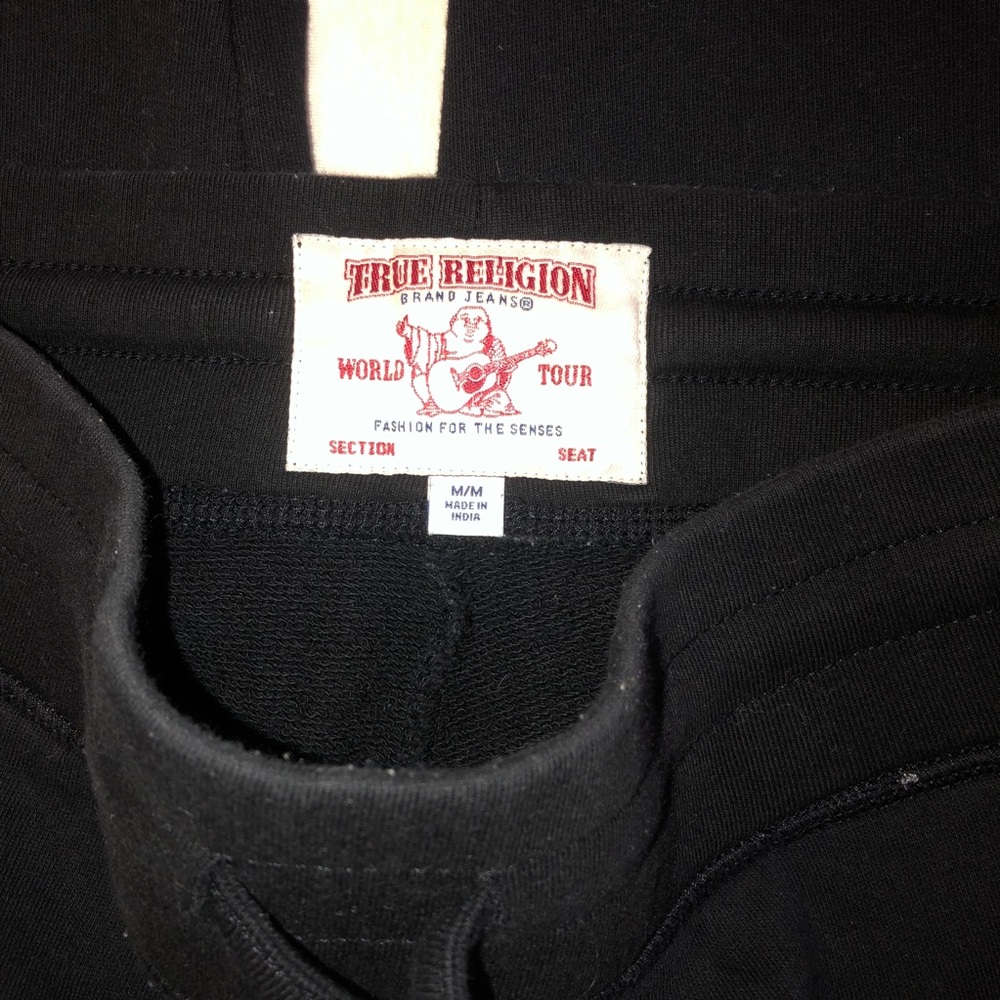 TRUE RELIGION
BRAND JEANS®
WORLD TOUR
FASHION FOR THE SENSES
SECTION SEAT
M/M
MADE IN
INDIA